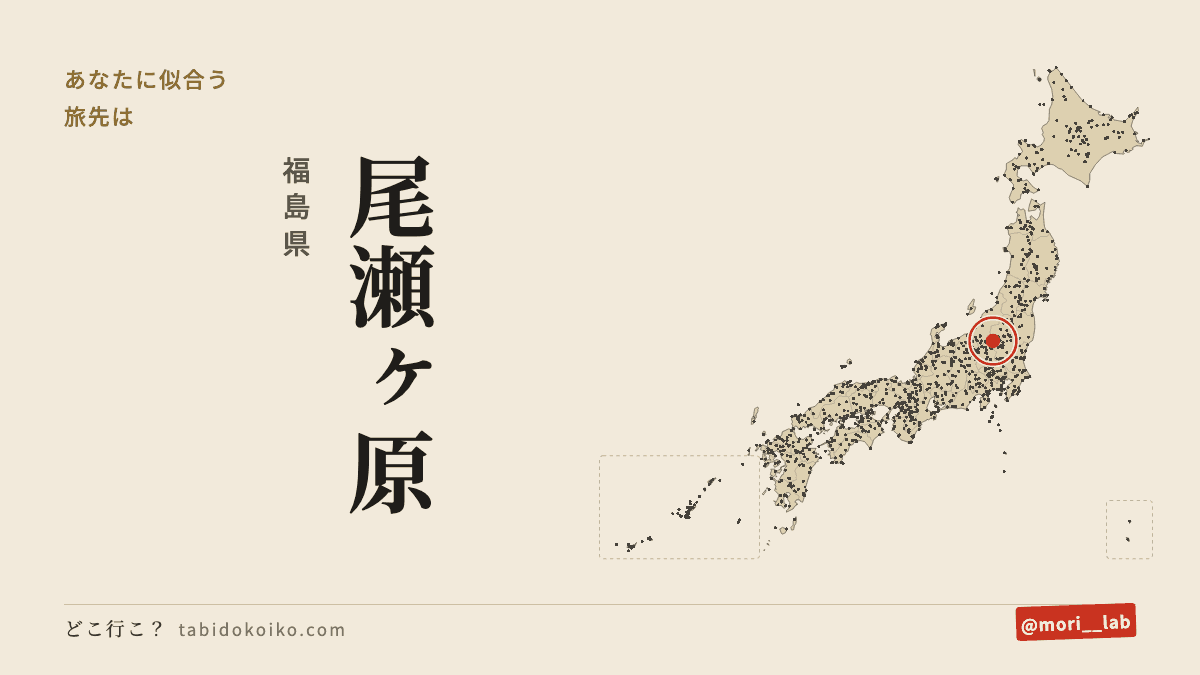 あなたに似合う
旅先は
尾瀬ヶ原
福島県
どこ行こ？ tabidokoiko.com
@mori__lab